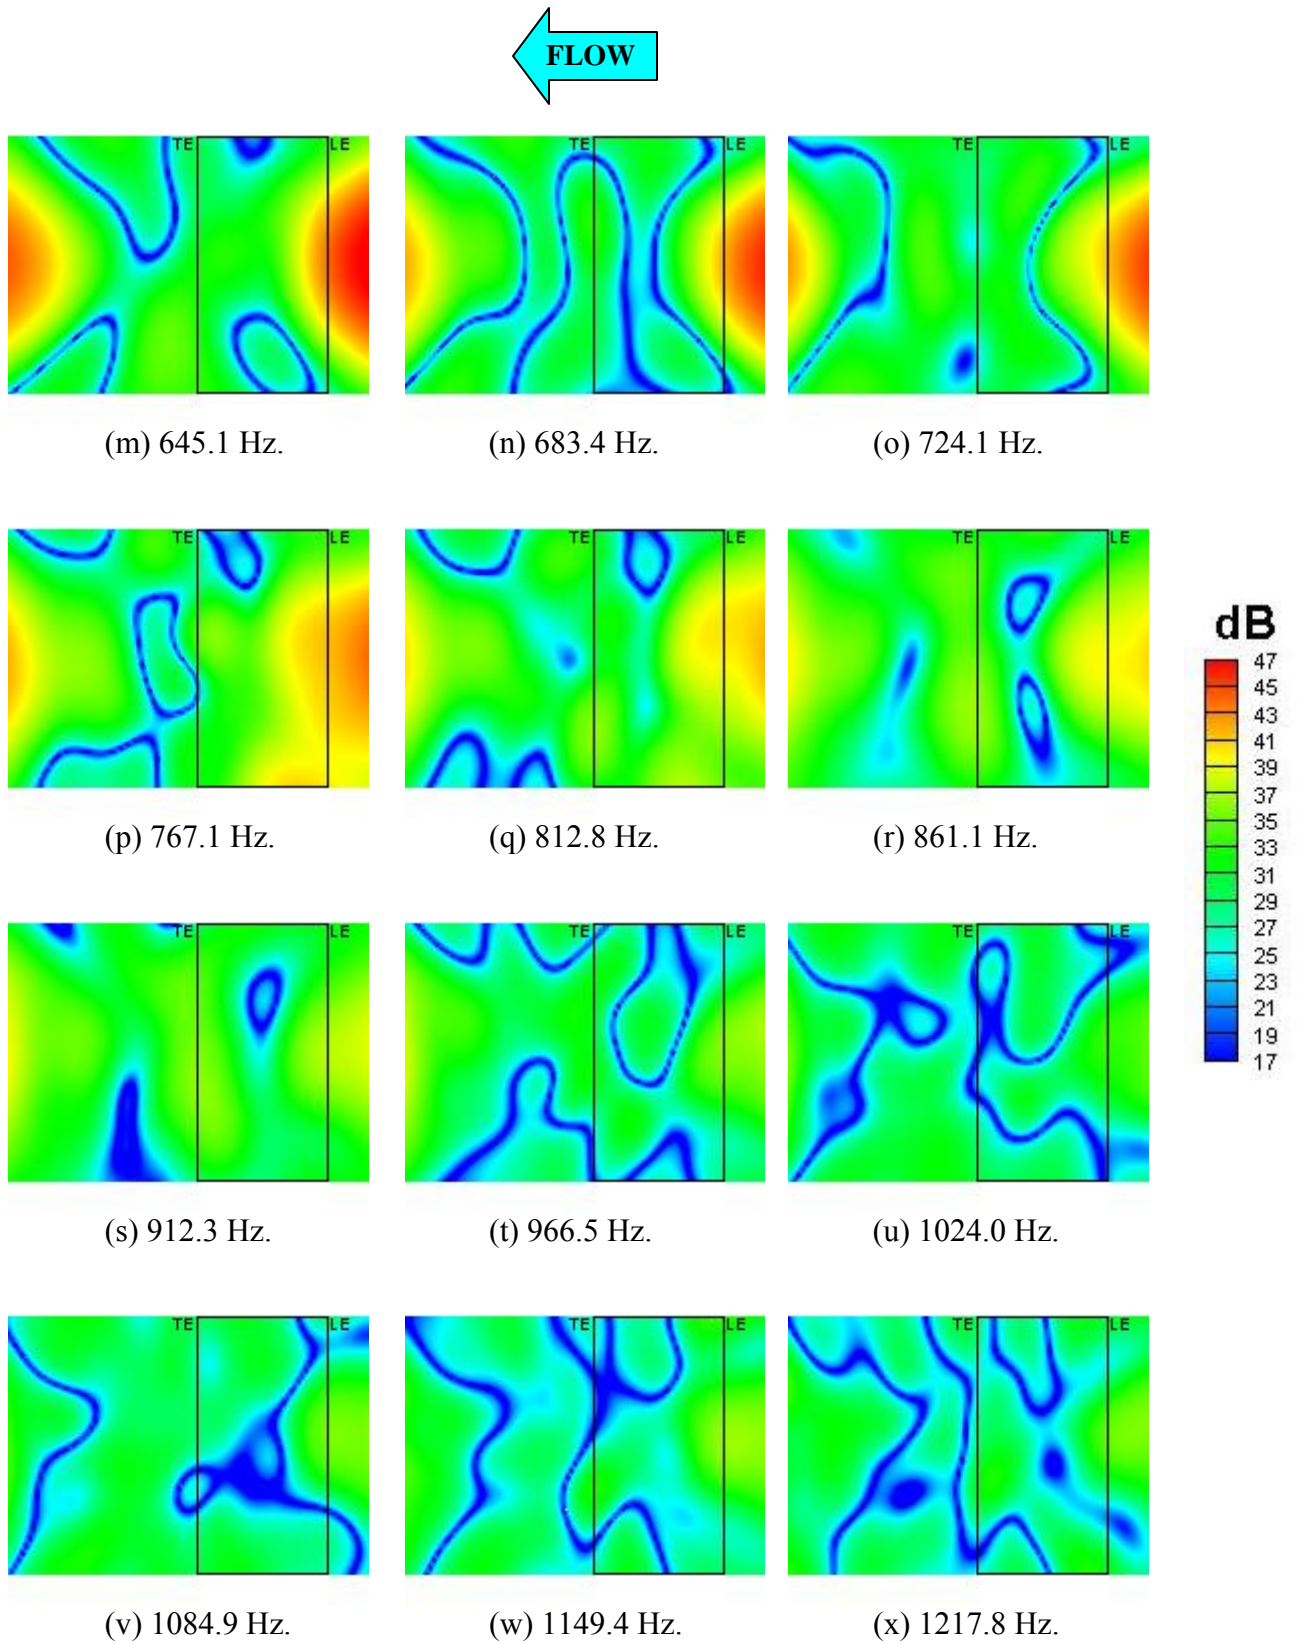 FLOW
TE LE TE LE TE LE
(m) 645.1 Hz. (n) 683.4 Hz. (o) 724.1 Hz.
TE LE TE LE TE LE
(p) 767.1 Hz. (q) 812.8 Hz. (r) 861.1 Hz.
dB
47
45
43
41
39
37
35
33
31
29
27
25
23
21
19
17
TE LE TE LE TE LE
(s) 912.3 Hz. (t) 966.5 Hz. (u) 1024.0 Hz.
TE LE TE LE TE LE
(v) 1084.9 Hz. (w) 1149.4 Hz. (x) 1217.8 Hz.